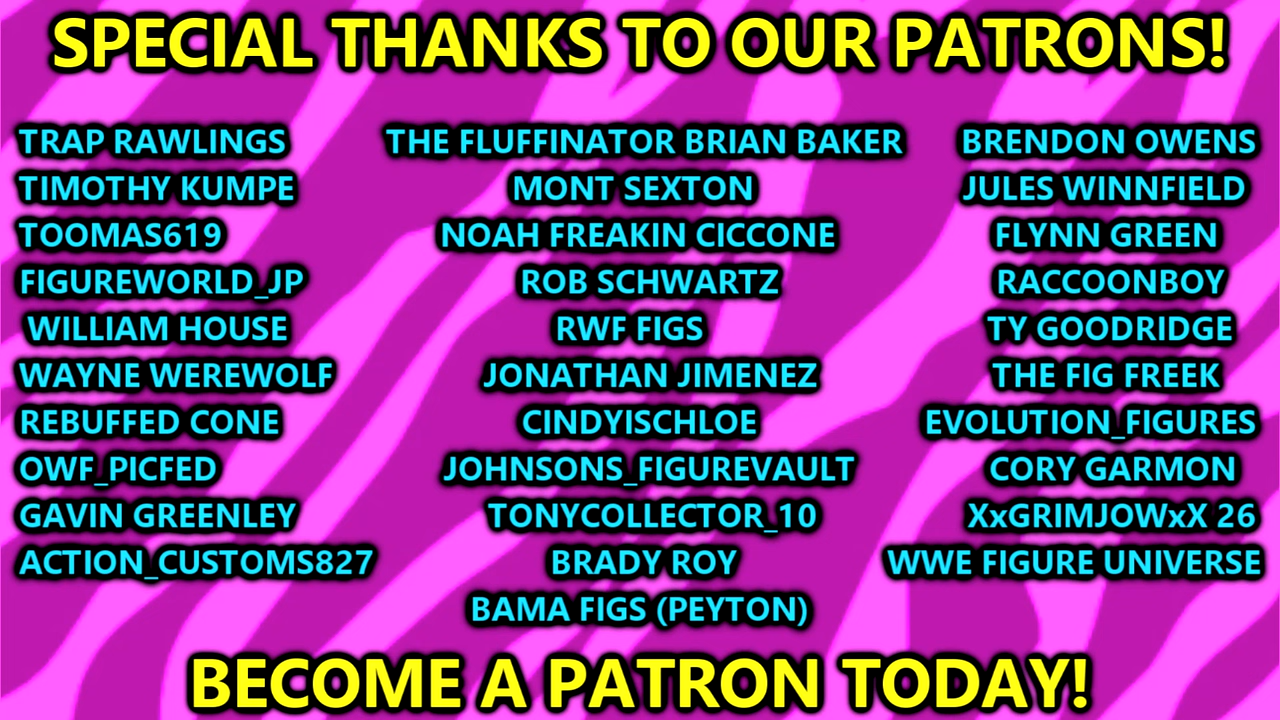 SPECIAL THANKS TO OUR PATRONS!
TRAP RAWLINGS
TIMOTHY KUMPE
TOOMAS619
FIGUREWORLD_JP
WILLIAM HOUSE
WAYNE WEREWOLF
REBUFFED CONE
OWF_PICFED
GAVIN GREENLEY
ACTION_CUSTOMS827
THE FLUFFINATOR BRIAN BAKER
MONT SEXTON
NOAH FREAKIN CICCONE
ROB SCHWARTZ
RWF FIGS
JONATHAN JIMENEZ
CINDYISCHLOE
JOHNSONS_FIGUREVAULT
TONYCOLLECTOR_10
BRADY ROY
BAMA FIGS (PEYTON)
BRENDON OWENS
JULES WINNFIELD
FLYNN GREEN
RACCOONBOY
TY GOODRIDGE
THE FIG FREEK
EVOLUTION_FIGURES
CORY GARMON
XxGRIMJOWxX 26
WWE FIGURE UNIVERSE
BECOME A PATRON TODAY!